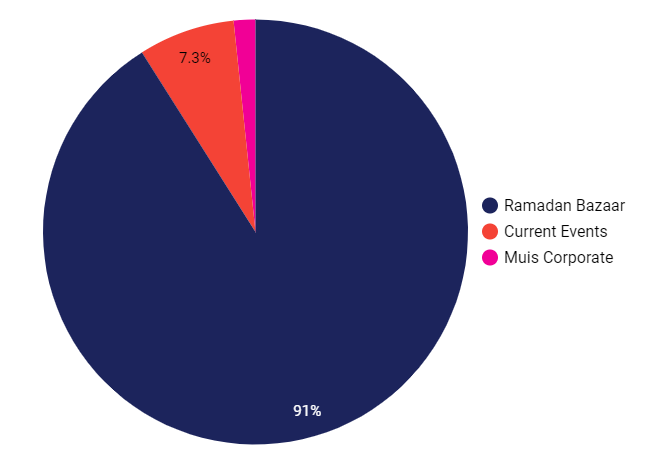 7.3%
Ramadan Bazaar
Current Events
Muis Corporate
91%